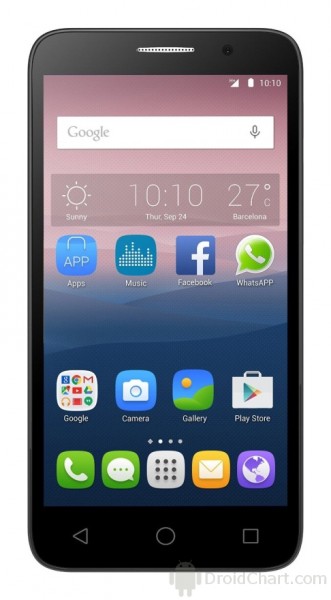 10:10
Google
10:10 27°c
Sunny Thur, Sep 24 Barcelona
APP
Apps Music Facebook WhatsAPP
Google Camera Gallery Play Store
DroidChart.com